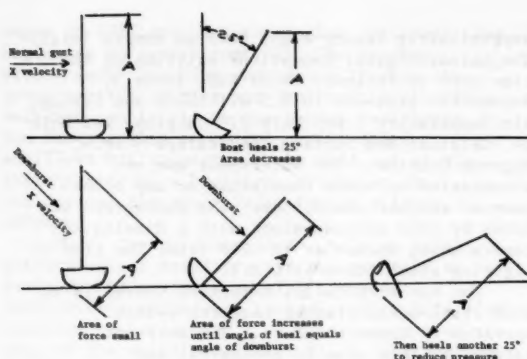 Normal gust
X velocity
A
25°
A
Boat heels 25°
Area decreases
Downburst
X velocity
A
Downburst
A
A
Area of
force small
Area of force increases
until angle of heel equals
angle of downburst
Then heels another 25°
to reduce pressure